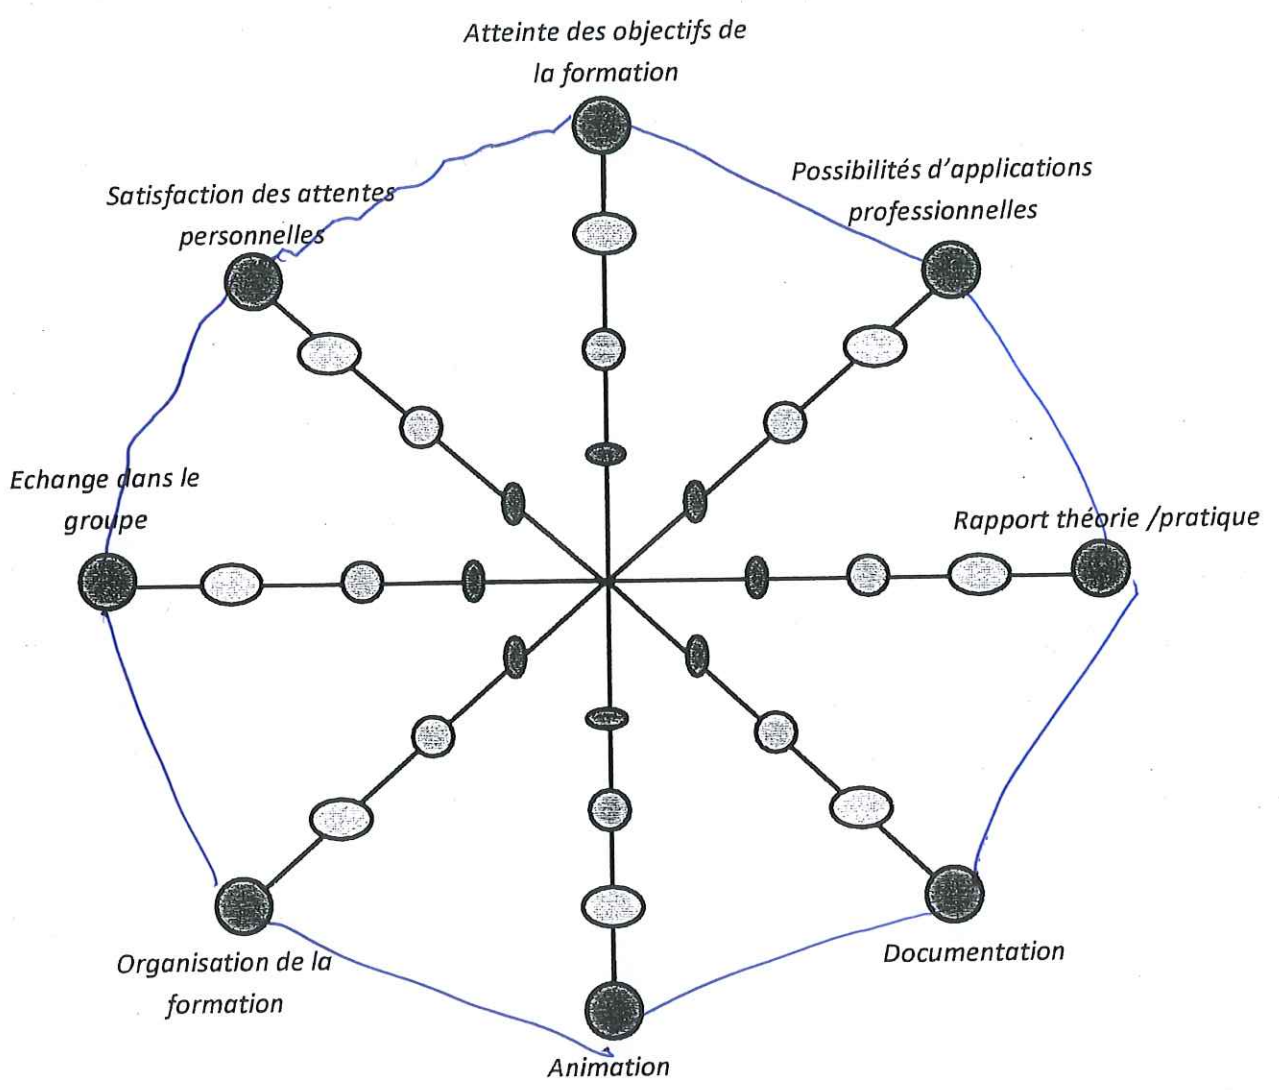 Atteinte des objectifs de
la formation
Possibilités d'applications
professionnelles
Satisfaction des attentes
personnelles
Echange dans le
groupe
Rapport théorie /pratique
Organisation de la
formation
Documentation
Animation